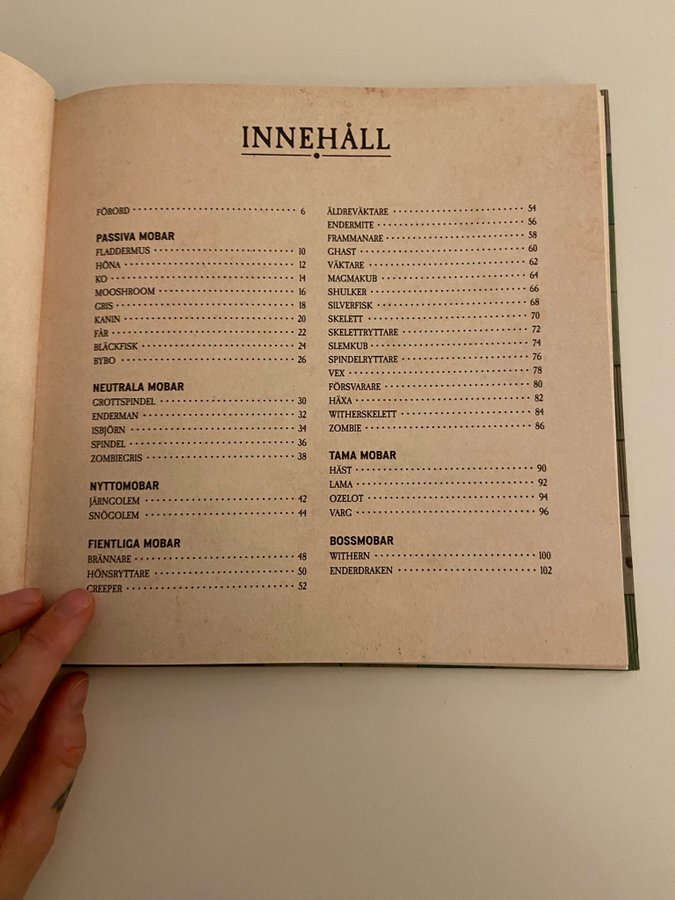 INNEHÅLL
FÖRORD 6
PASSIVA MOBAR
FLADDERMUS 10
HÖNA 12
KO 14
MOOSHROOM 16
GRIS 18
KANIN 20
FÅR 22
BLÄCKFISK 24
BYBO 26
NEUTRALA MOBAR
GROTTSPINDEL 30
ENDERMAN 32
ISBJÖRN 34
SPINDEL 36
ZOMBIEGRIS 38
NYTTOMOBAR
JÄRNGOLEM 42
SNÖGOLEM 44
FIENTLIGA MOBAR
BRÄNNARE 48
HÖNSRYTTARE 50
CREEPER 52
ÄLDREVÄKTARE 54
ENDERMITE 56
FRAMMANARE 58
GHAST 60
VÄKTARE 62
MAGMAKUB 64
SHULKER 66
SILVERFISK 68
SKELETT 70
SKELETTRYTTARE 72
SLEMKUB 74
SPINDELRYTTARE 76
VEX 78
FÖRSVARARE 80
HÄXA 82
WITHERSKELETT 84
ZOMBIE 86
TAMA MOBAR
HÄST 90
LAMA 92
OZELOT 94
VARG 96
BOSSMOBAR
WITHERN 100
ENDERDRAKEN 102